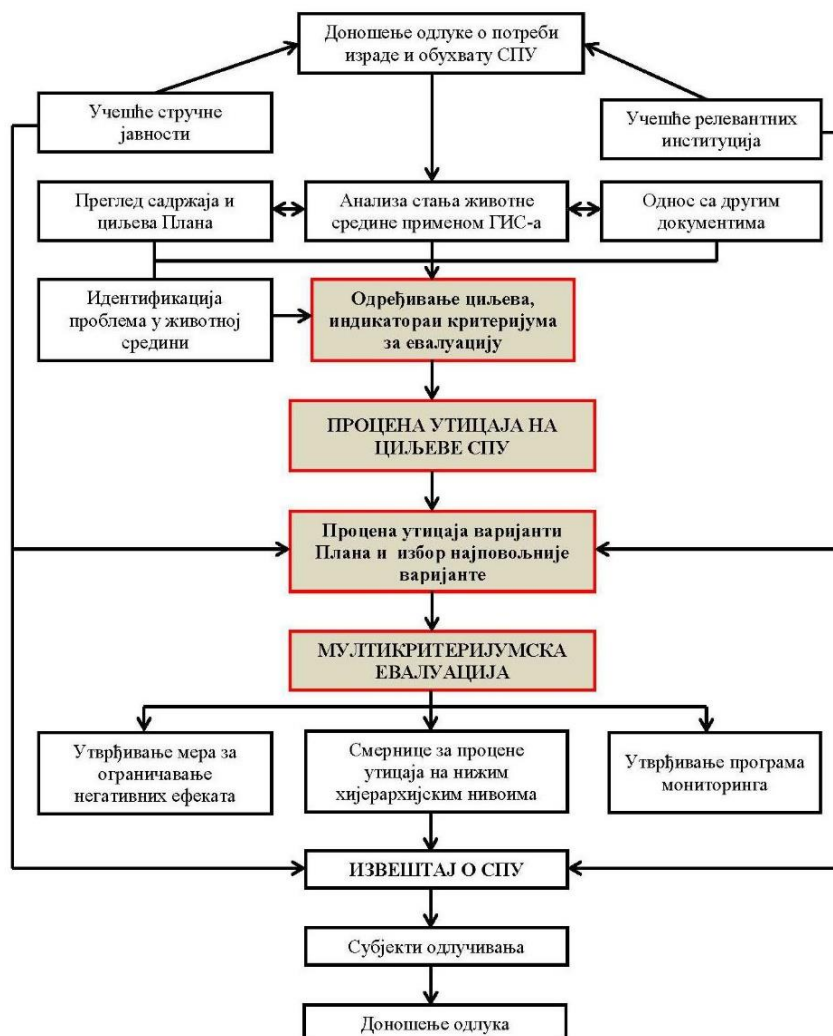 Доношење одлуке о потреби
израде и обухвату СПУ
Учешће стручне
јавности
Учешће релевантних
институција
Преглед садржаја и
циљева Плана
Анализа стања животне
средине применом ГИС-а
Однос са другим
документима
Идентификација
проблема у животној
средини
Одређивање циљева,
индикатораи критеријума
за евалуацију
ПРОЦЕНА УТИЦАЈА НА
ЦИЉЕВЕ СПУ
Процена утицаја варијанти
Плана и избор најповољније
варијанте
МУЛТИКРИТЕРИЈУМСКА
ЕВАЛУАЦИЈА
Утврђивање мера за
ограничавање
негативних ефеката
Смернице за процене
утицаја на нижим
хијерархијским нивоима
Утврђивање програма
мониторинга
ИЗВЕШТАЈ О СПУ
Субјекти одлучивања
Доношење одлука